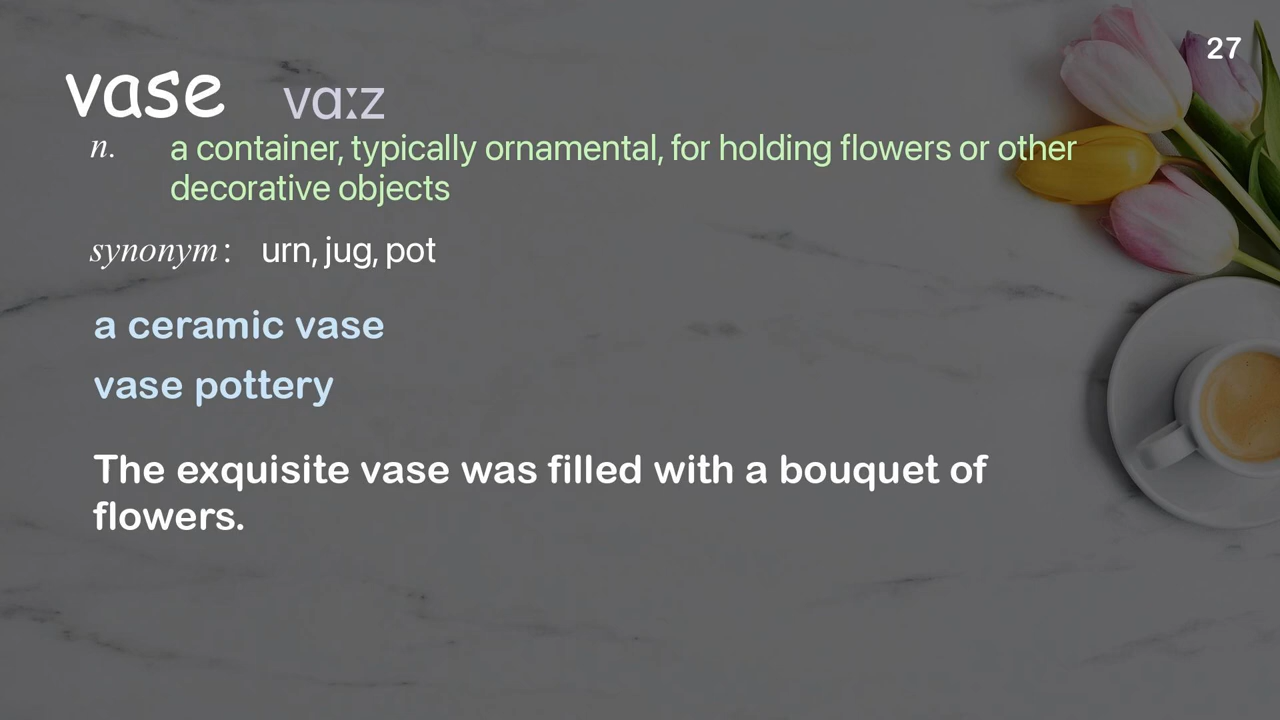 27
vase vɑːz
n. a container, typically ornamental, for holding flowers or other
decorative objects
synonym: urn, jug, pot
a ceramic vase
vase pottery
The exquisite vase was filled with a bouquet of
flowers.